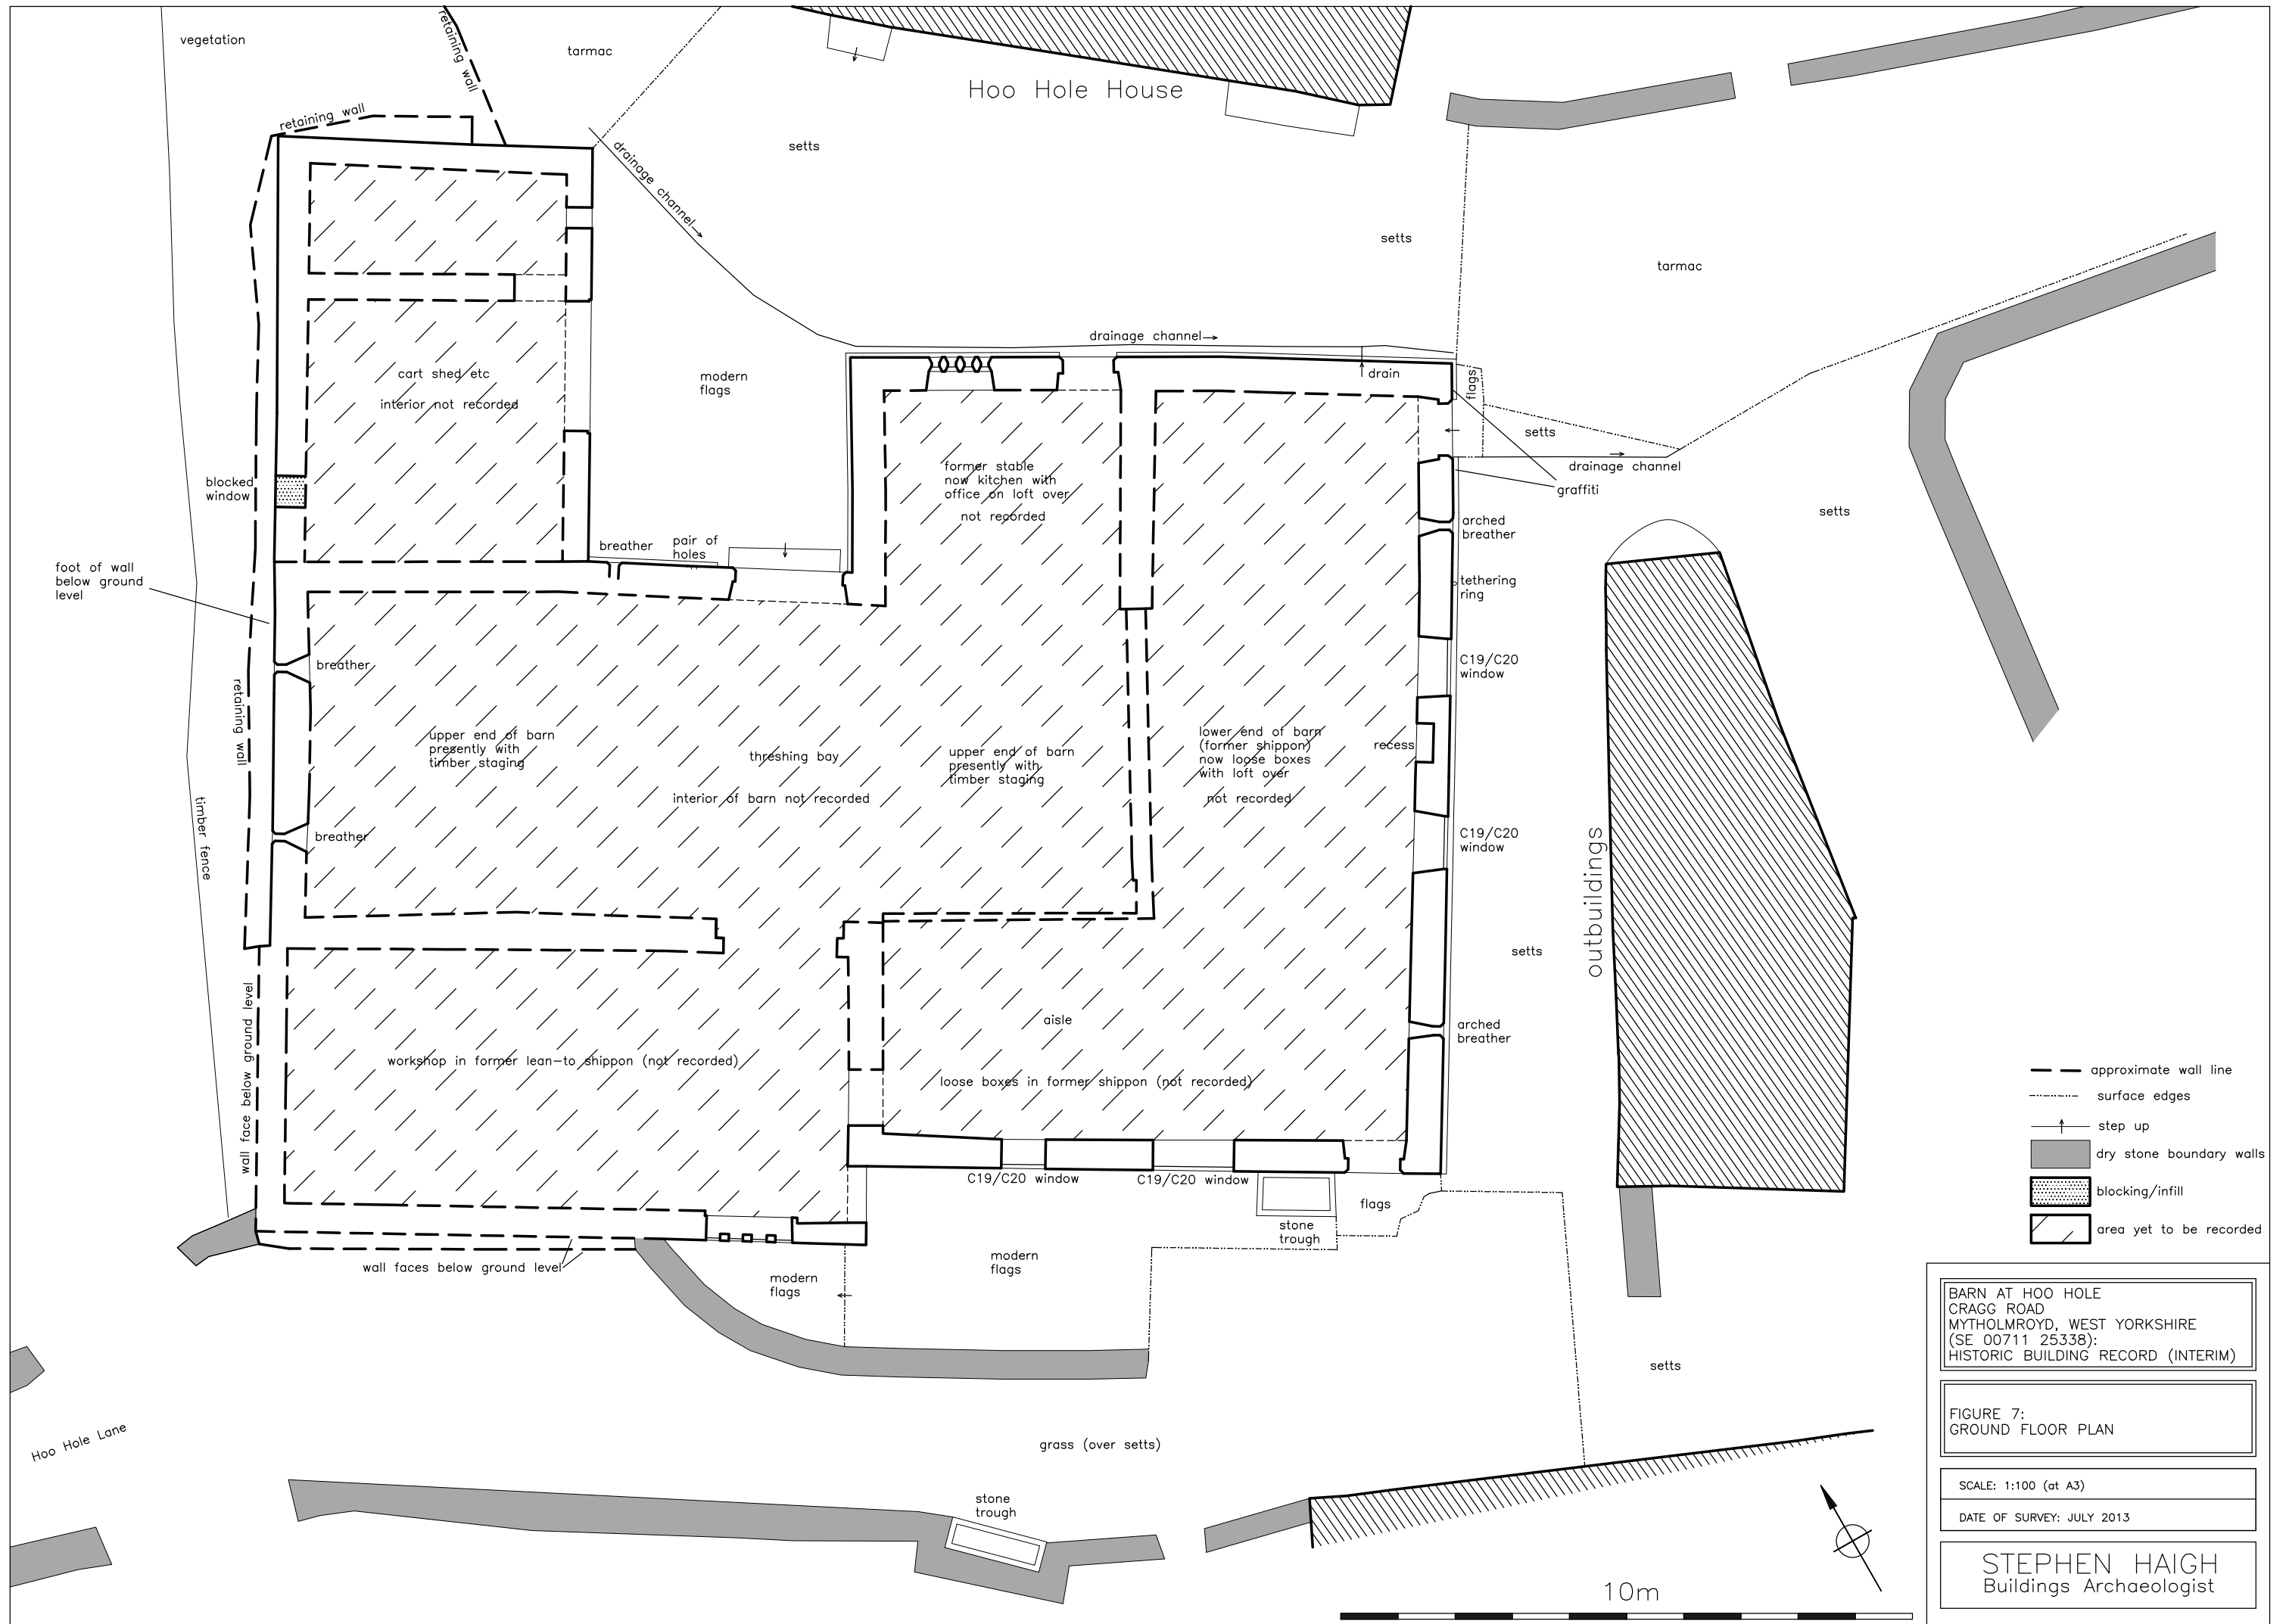 vegetation
retaining wall
tarmac
Hoo Hole House
retaining wall
setts
drainage channel
setts
tarmac
drainage channel
cart shed etc
interior not recorded
modern
flags
drain
flags
setts
drainage channel
graffiti
blocked
window
former stable
now kitchen with
office on loft over
not recorded
setts
arched
breather
breather
pair of
holes
foot of wall
below ground
level
tethering
ring
breather
C19/C20
window
retaining wall
upper end of barn
presently with
timber staging
threshing bay
upper end of barn
presently with
timber staging
lower end of barn
(former shippon)
now loose boxes
with loft over
not recorded
recess
interior of barn not recorded
timber fence
breather
C19/C20
window
outbuildings
setts
wall face below ground level
aisle
arched
breather
workshop in former lean-to shippon (not recorded)
loose boxes in former shippon (not recorded)
C19/C20 window
C19/C20 window
flags
stone
trough
wall faces below ground level
modern
flags
modern
flags
setts
Hoo Hole Lane
grass (over setts)
stone
trough
10m
approximate wall line
surface edges
step up
dry stone boundary walls
blocking/infill
area yet to be recorded
BARN AT HOO HOLE
CRAGG ROAD
MYTHOLMROYD, WEST YORKSHIRE
(SE 00711 25338):
HISTORIC BUILDING RECORD (INTERIM)
FIGURE 7:
GROUND FLOOR PLAN
SCALE: 1:100 (at A3)
DATE OF SURVEY: JULY 2013
STEPHEN HAIGH
Buildings Archaeologist